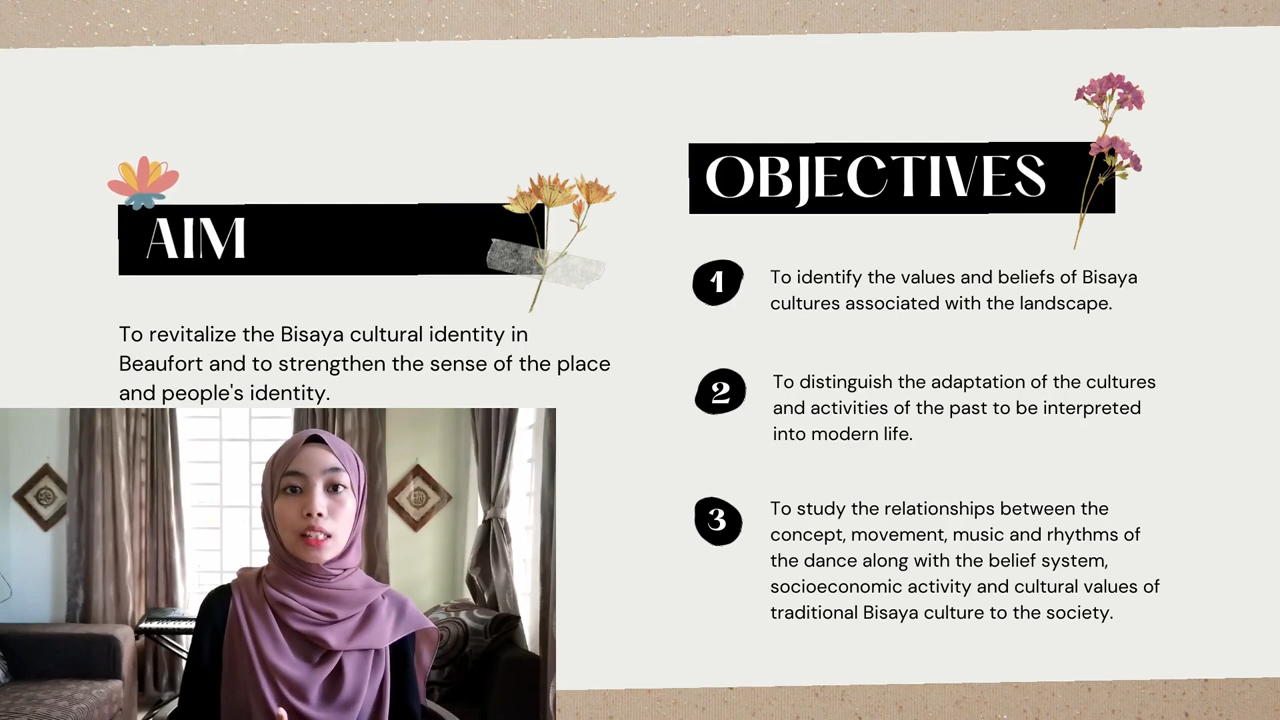 AIM
To revitalize the Bisaya cultural identity in
Beaufort and to strengthen the sense of the place
and people's identity.
OBJECTIVES
1
To identify the values and beliefs of Bisaya
cultures associated with the landscape.
2
To distinguish the adaptation of the cultures
and activities of the past to be interpreted
into modern life.
3
To study the relationships between the
concept, movement, music and rhythms of
the dance along with the belief system,
socioeconomic activity and cultural values of
traditional Bisaya culture to the society.